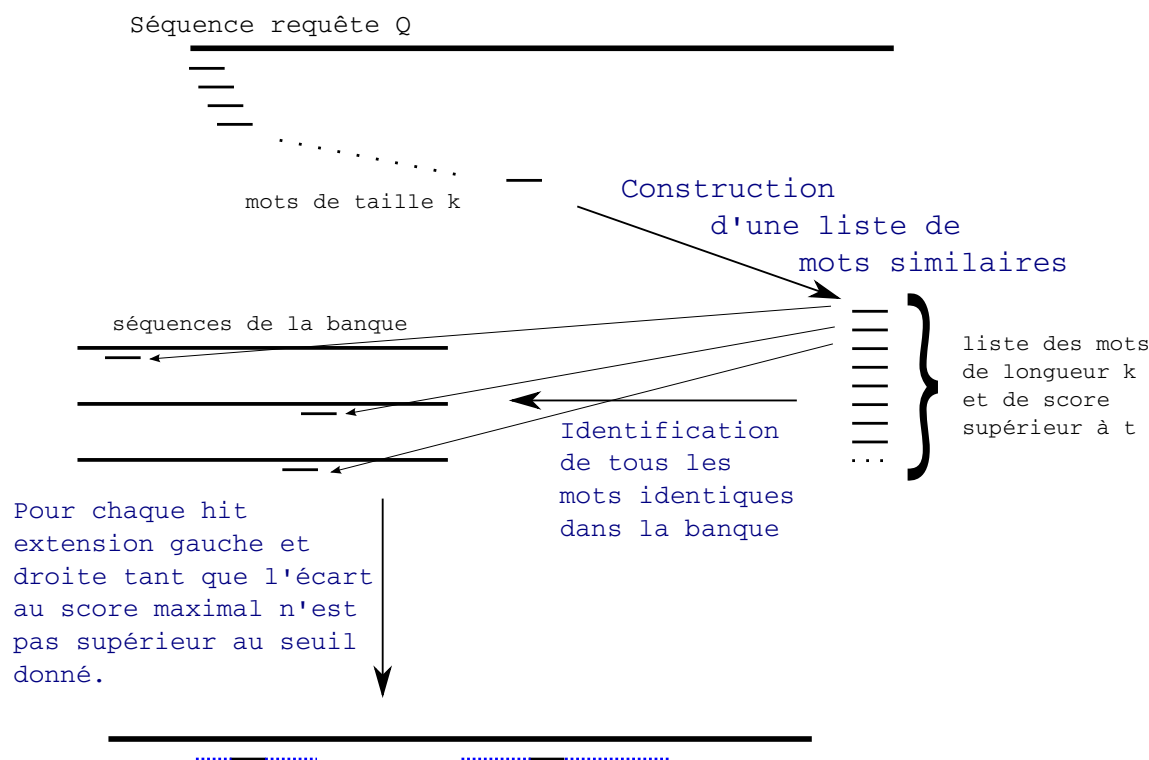 Séquence requête Q
mots de taille k
Construction
d'une liste de
mots similaires
séquences de la banque
liste des mots
de longueur k
et de score
supérieur à t
Identification
de tous les
mots identiques
dans la banque
Pour chaque hit
extension gauche et
droite tant que l'écart
au score maximal n'est
pas supérieur au seuil
donné.